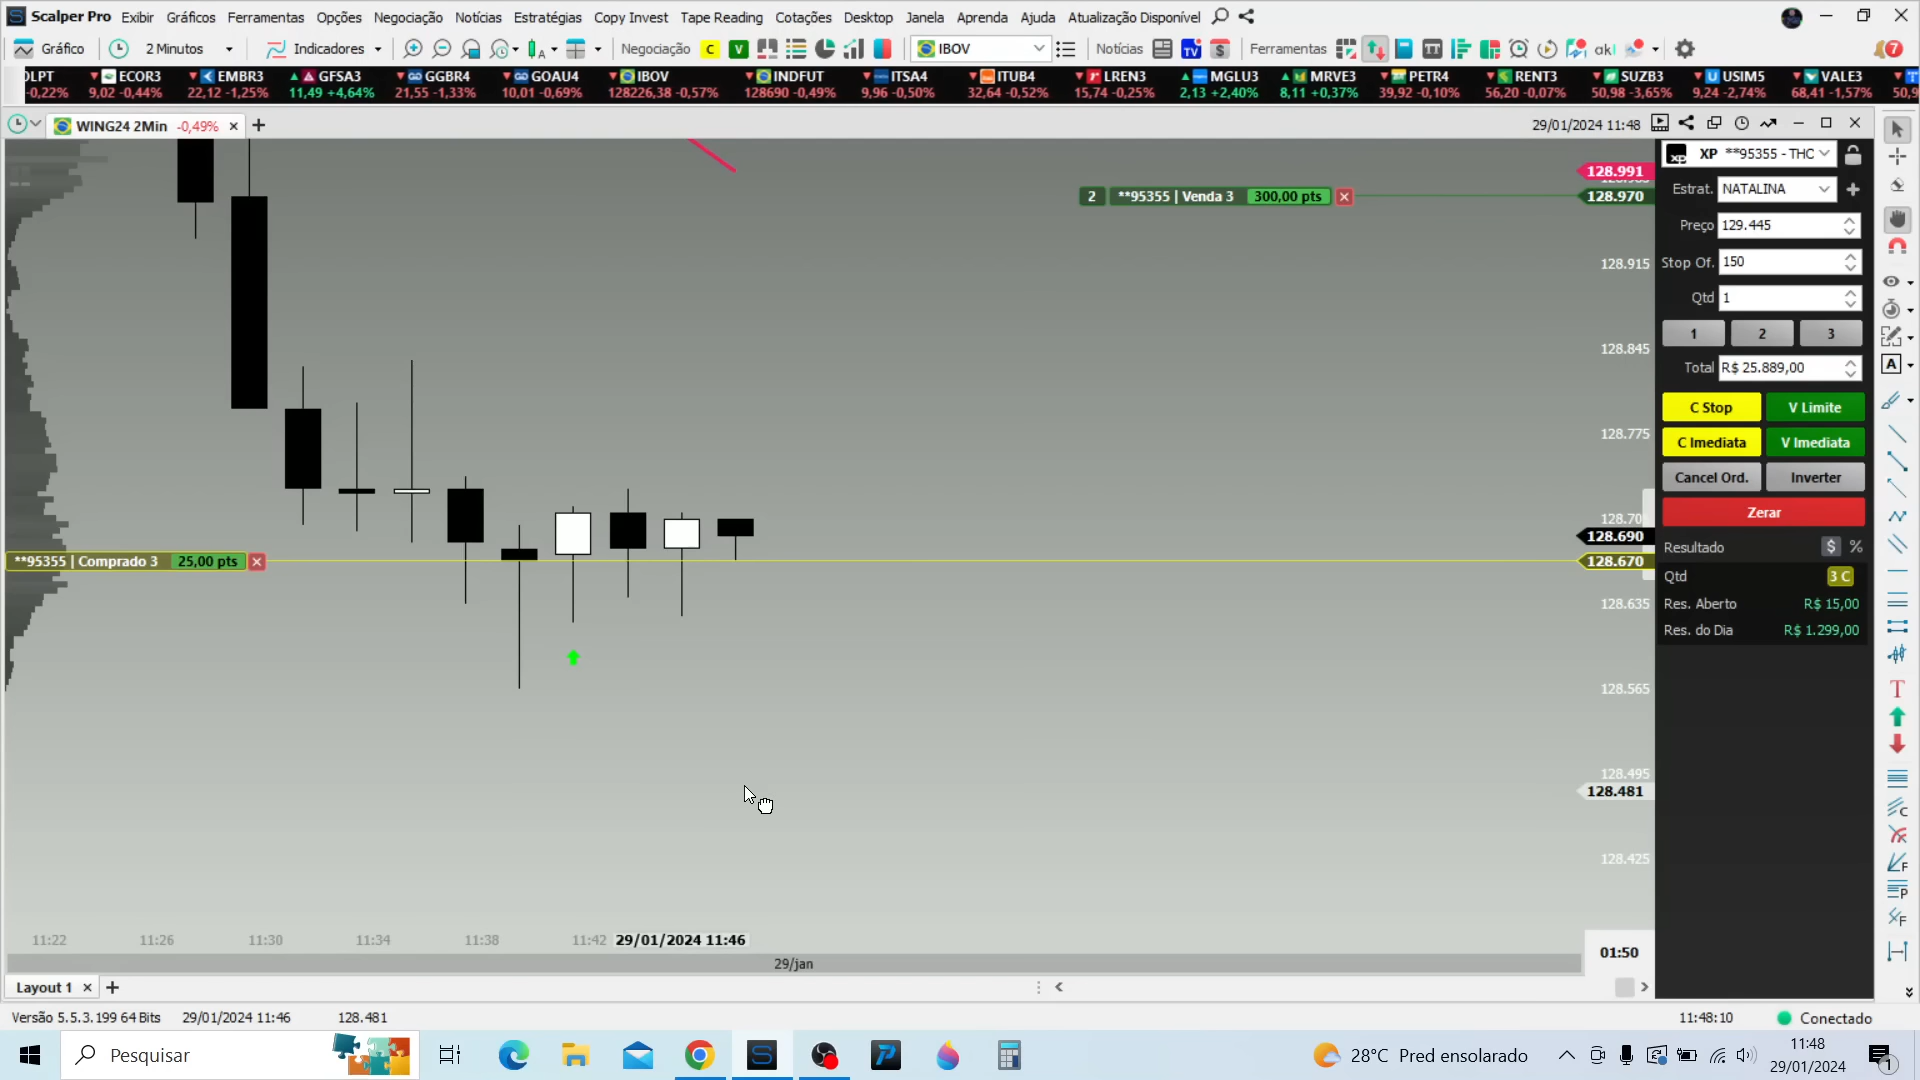 Scalper Pro Exibir Gráficos Ferramentas Opções Negociação Notícias Estratégias Copy Invest Tape Reading Cotações Desktop Janela Aprenda Ajuda Atualização Disponível
Gráfico 2 Minutos Indicadores Negociação C V IBOV Notícias TV $ Ferramentas 7
ECOR3 EMBR3 GFSA3 GGBR4 GOAU4 IBOV INDFUT ITSA4 ITUB4 LREN3 MGLU3 MRVE3 PETR4 RENT3 SUZB3 USIM5 VALE3
-0,22% 9,02 -0,44% 22,12 -1,25% 11,49 +4,64% 21,55 -1,33% 10,01 -0,69% 128226,38 -0,57% 128690 -0,49% 9,96 -0,50% 32,64 -0,52% 15,74 -0,25% 2,13 +2,40% 8,11 +0,37% 39,92 -0,10% 56,20 -0,07% 50,98 -3,65% 9,24 -2,74% 68,41 -1,57% 50,9
WING24 2Min -0,49% 29/01/2024 11:48
128.991
2 **95355 | Venda 3 300,00 pts 128.970
128.915
128.845
128.775
128.690
**95355 | Comprado 3 25,00 pts 128.670
128.635
128.565
128.495
128.481
128.425
11:22 11:26 11:30 11:34 11:38 11:42 29/01/2024 11:46
01:50
29/jan
XP **95355 - THC
Estrat. NATALINA
Preço 129.445
Stop Of. 150
Qtd 1
1 2 3
Total R$ 25.889,00
C Stop V Limite
C Imediata V Imediata
Cancel Ord. Inverter
Zerar
Resultado $ %
Qtd 3 C
Res. Aberto R$ 15,00
Res. do Dia R$ 1.299,00
Layout 1
Versão 5.5.3.199 64 Bits 29/01/2024 11:46 128.481 11:48:10 Conectado
Pesquisar 28°C Pred ensolarado 11:48
29/01/2024 1